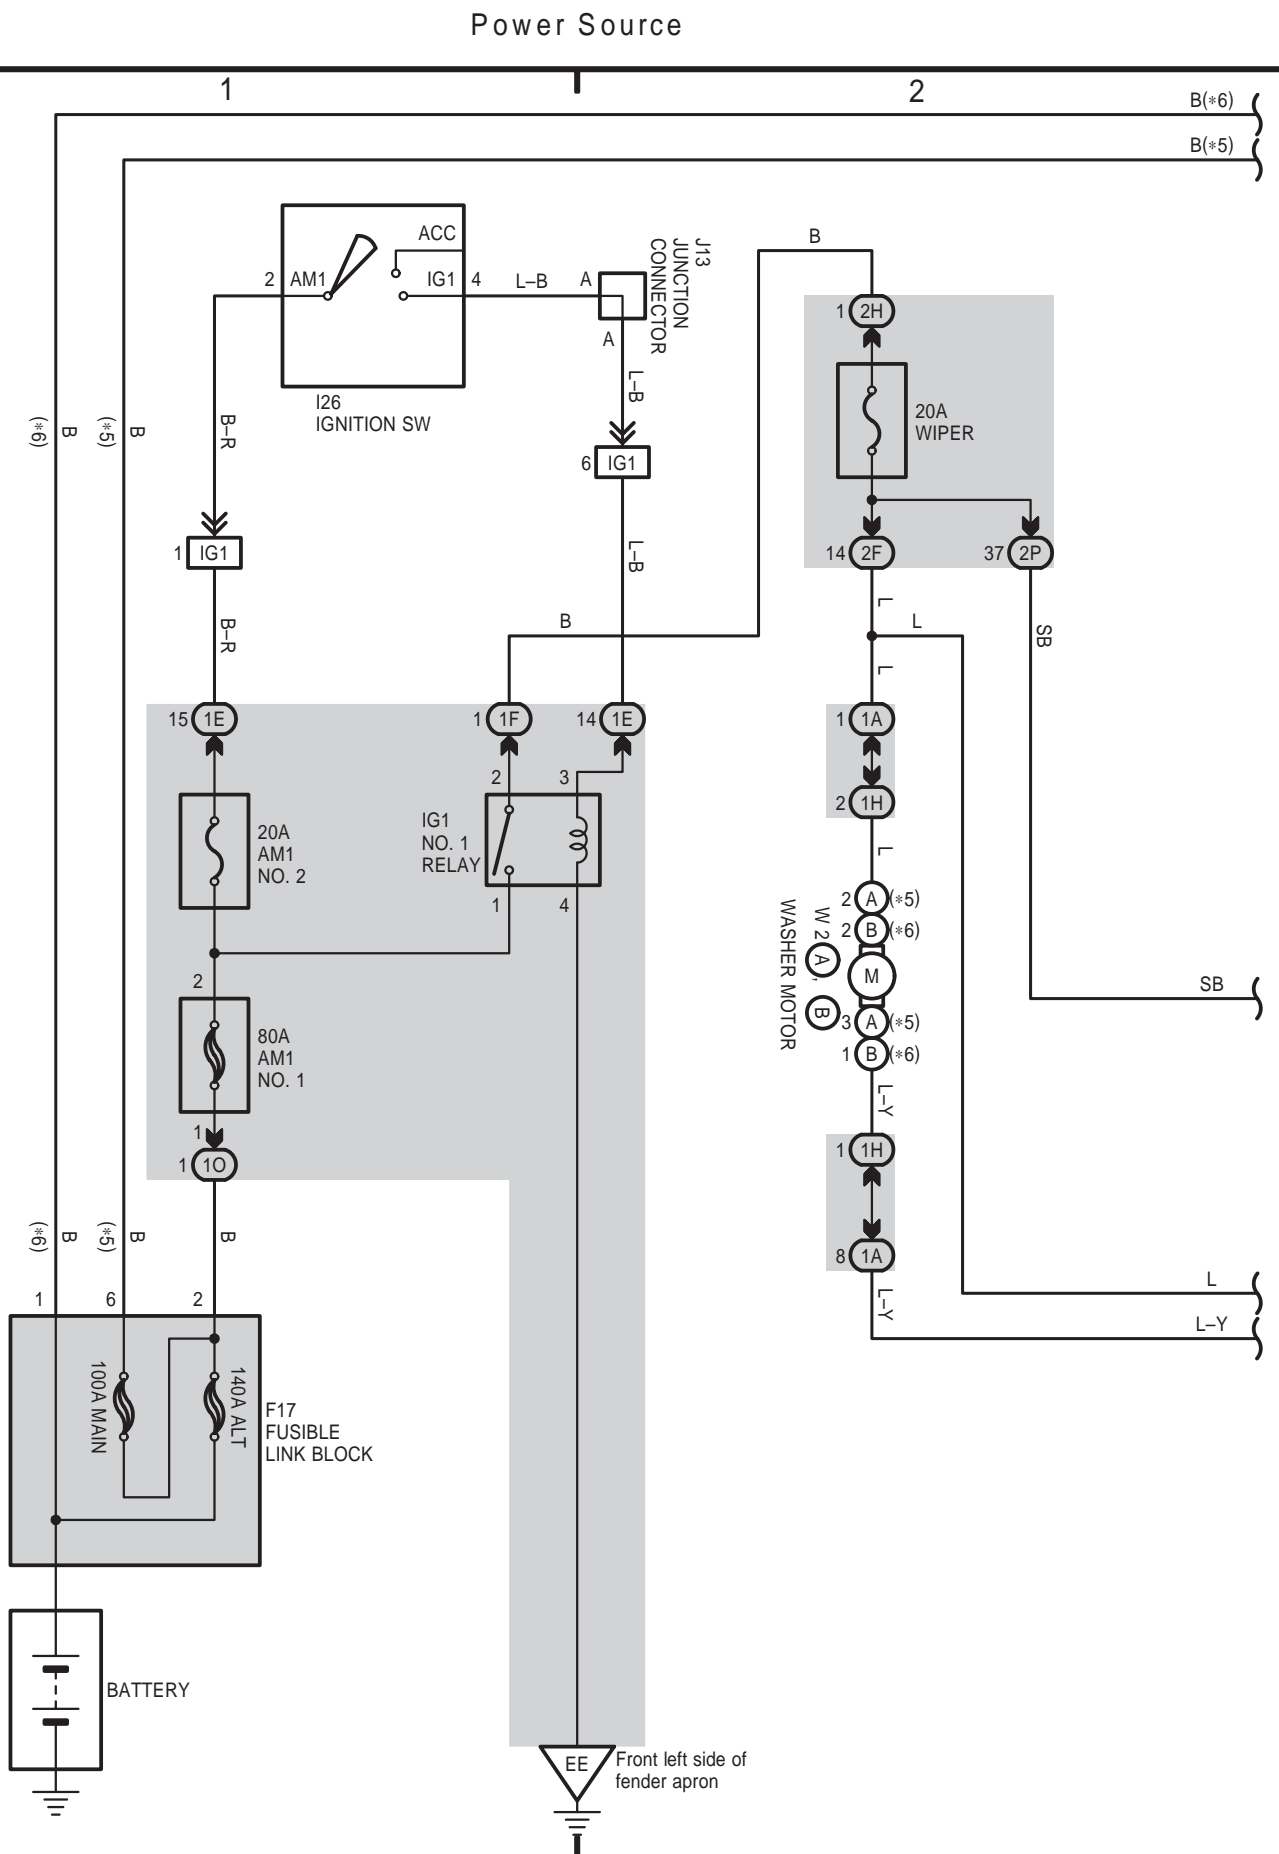 Power Source
1
2
B(∗6)
B(∗5)
ACC
2
AM1
IG1
4
L–B
A
A
J13
JUNCTION
CONNECTOR
I26
IGNITION SW
B
1
2H
20A
WIPER
14
2F
37
2P
(∗6)
B
(∗5)
B
B–R
L–B
6
IG1
1
IG1
L–B
B–R
B
L
L
SB
L
15
1E
1
1F
14
1E
1
1A
2
3
2
1H
20A
AM1
NO. 2
IG1
NO. 1
RELAY
1
4
L
2
A
(∗5)
2
B
(∗6)
M
W 2 A , B
WASHER MOTOR
3
A
(∗5)
1
B
(∗6)
SB
2
80A
AM1
NO. 1
1
1
1O
L–Y
1
1H
8
1A
L–Y
L
L–Y
(∗6)
B
(∗5)
B
B
1
6
2
100A MAIN
140A ALT
F17
FUSIBLE
LINK BLOCK
BATTERY
EE
Front left side of
fender apron